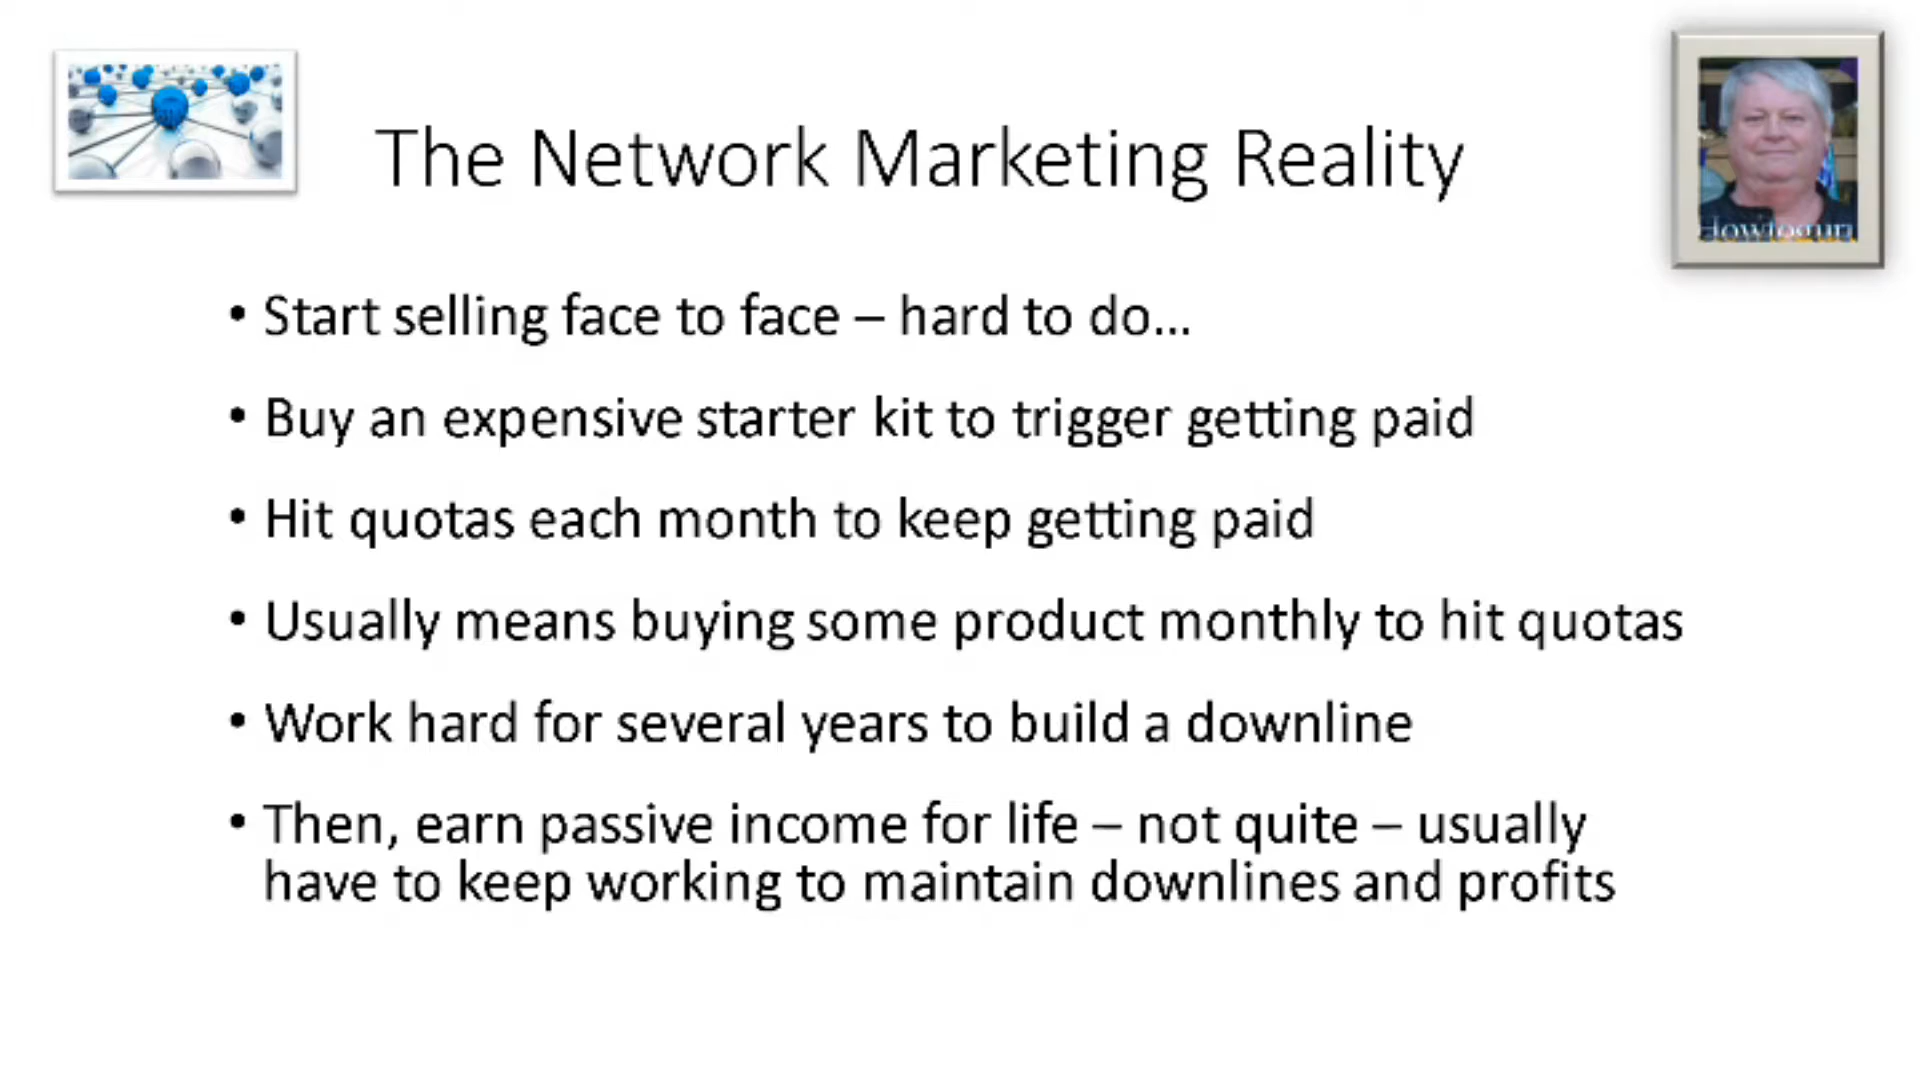 The Network Marketing Reality
• Start selling face to face – hard to do...
• Buy an expensive starter kit to trigger getting paid
• Hit quotas each month to keep getting paid
• Usually means buying some product monthly to hit quotas
• Work hard for several years to build a downline
• Then, earn passive income for life – not quite – usually
have to keep working to maintain downlines and profits